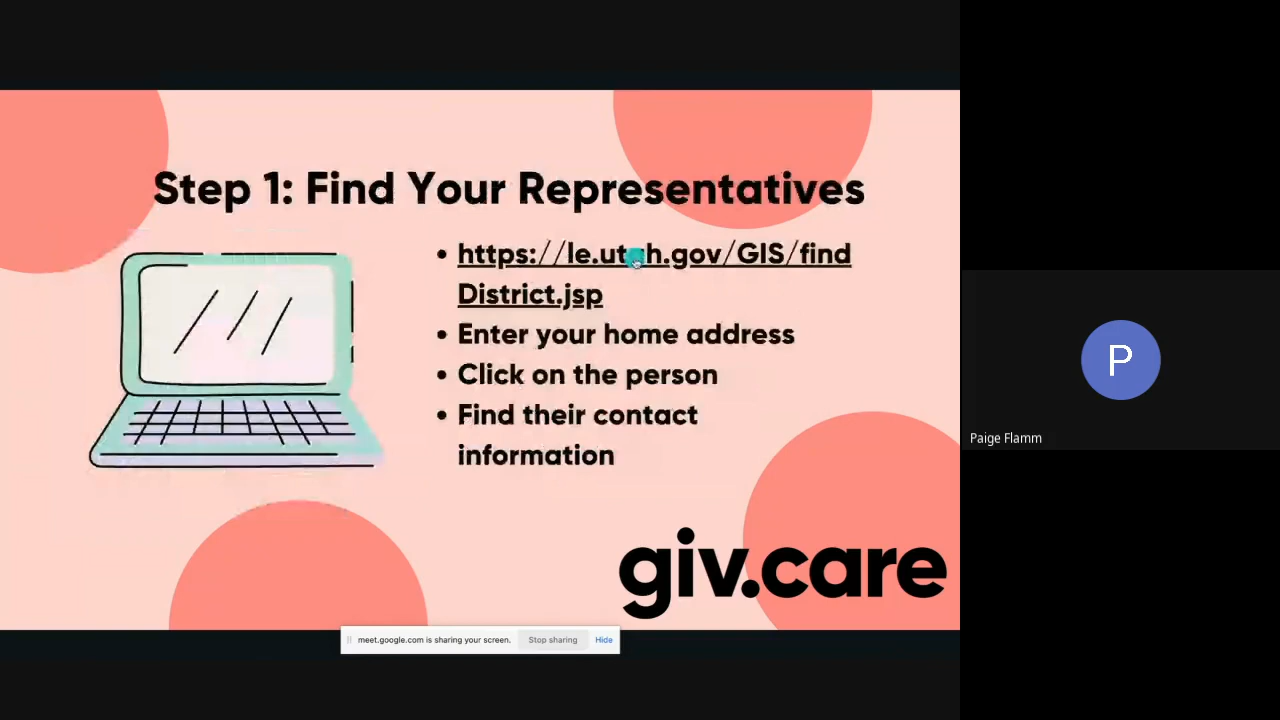 Step 1: Find Your Representatives
• https://le.utah.gov/GIS/find
District.jsp
• Enter your home address
• Click on the person
• Find their contact
information
giv.care
meet.google.com is sharing your screen. Stop sharing Hide
P
Paige Flamm